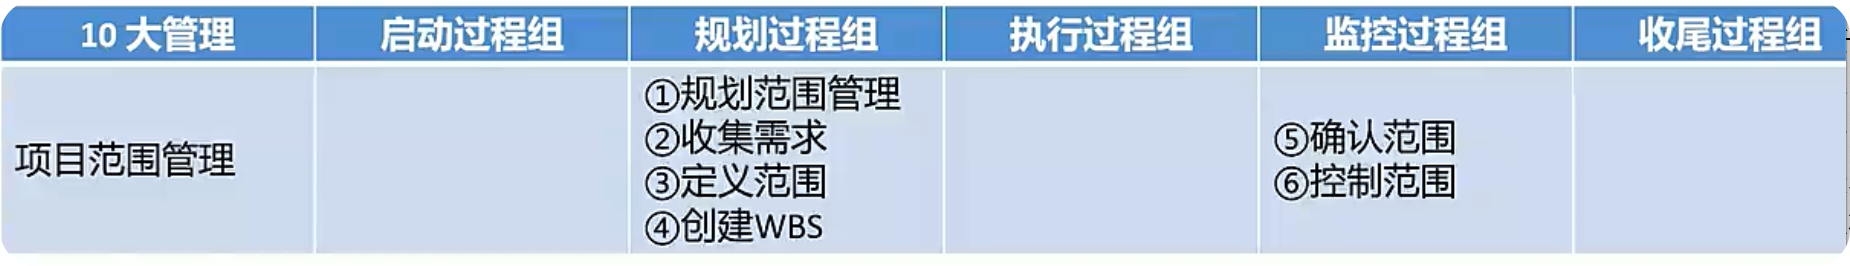 10 大管理
启动过程组
规划过程组
执行过程组
监控过程组
收尾过程组
项目范围管理
①规划范围管理
②收集需求
③定义范围
④创建WBS
⑤确认范围
⑥控制范围